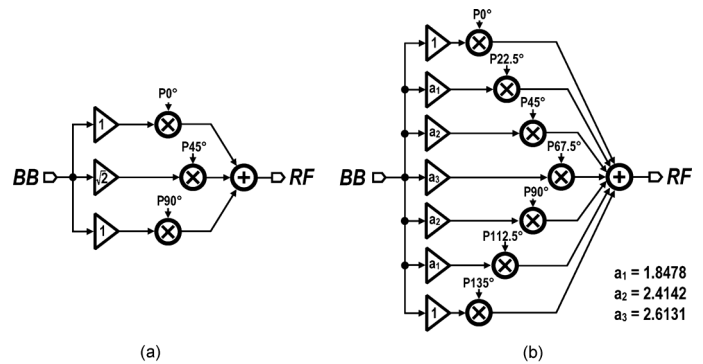 P0°
1
P45°
BB
√2
RF
P90°
1
(a)
P0°
1
P22.5°
a1
P45°
a2
P67.5°
BB
a3
RF
P90°
a2
P112.5°
a1
P135°
1
a1 = 1.8478
a2 = 2.4142
a3 = 2.6131
(b)